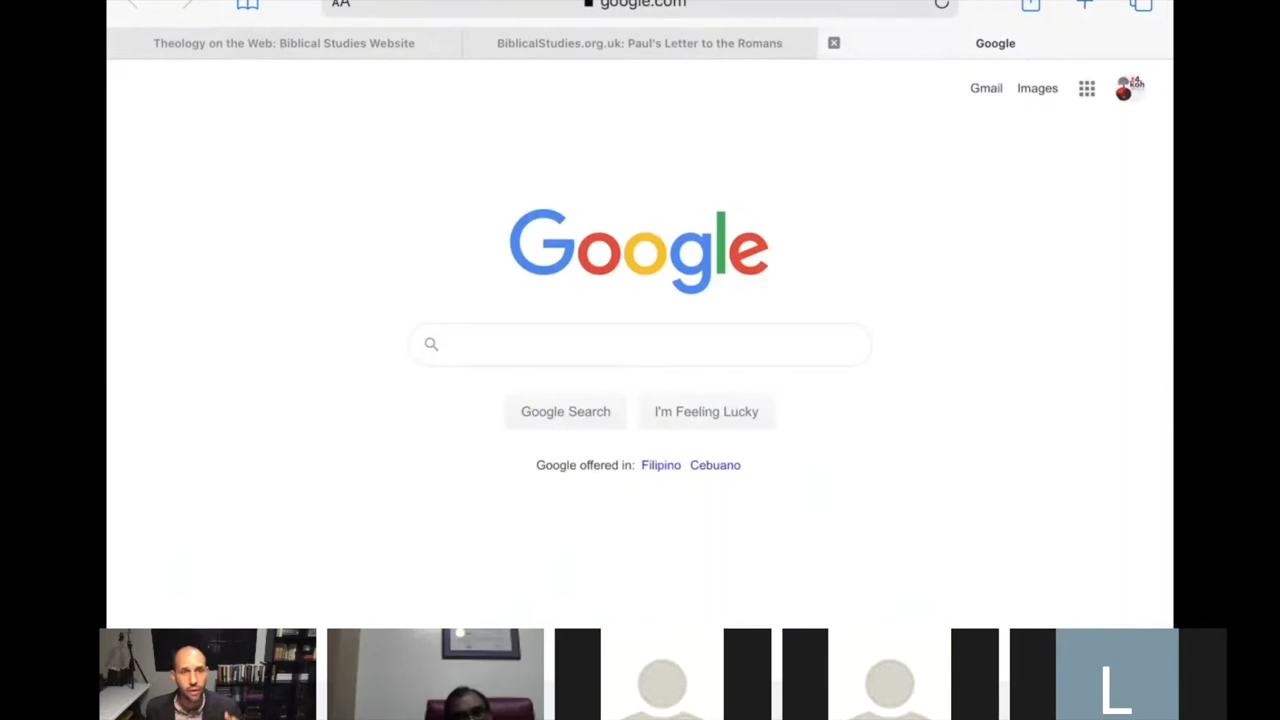 AA google.com
Theology on the Web: Biblical Studies Website BiblicalStudies.org.uk: Paul's Letter to the Romans Google
Gmail Images
Google
Google Search I'm Feeling Lucky
Google offered in: Filipino Cebuano
L